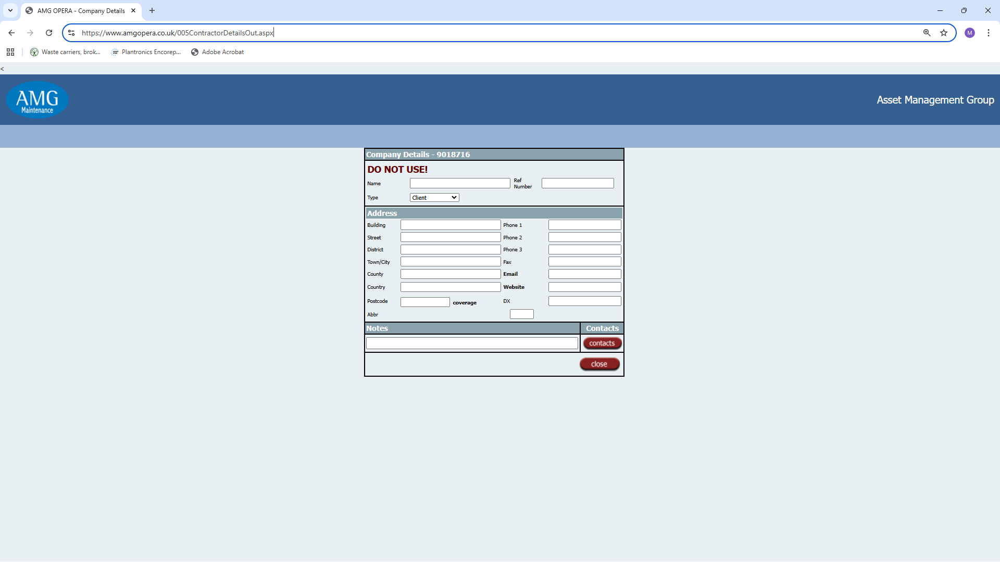 AMG OPERA - Company Details
https://www.amgopera.co.uk/005ContractorDetailsOut.aspx
M
Waste carriers, brok...
Plantronics Encorep...
Adobe Acrobat
<
AMG
Maintenance
Asset Management Group
Company Details - 9018716
DO NOT USE!
Name
Ref Number
Type
Client
Address
Building
Phone 1
Street
Phone 2
District
Phone 3
Town/City
Fax
County
Email
Country
Website
Postcode
coverage
DX
Abbr
Notes
Contacts
contacts
close